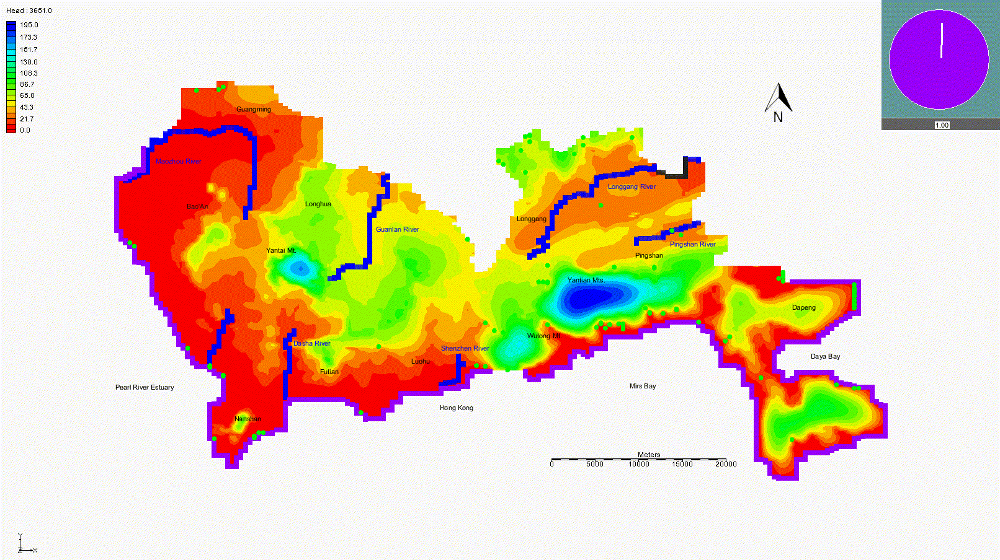 Head : 3651.0
195.0
173.3
151.7
130.0
108.3
86.7
65.0
43.3
21.7
0.0
1.00
N
Guangming
Maozhou River
Bao'An
Longhua
Guanlan River
Yantai Mt.
Longgang River
Longgang
Pingshan River
Pingshan
Yantian Mts.
Dapeng
Wutong Mt.
Dasha River
Shenzhen River
Luohu
Futian
Daya Bay
Pearl River Estuary
Mirs Bay
Hong Kong
Nanshan
Meters
0 5000 10000 15000 20000
Y
Z X